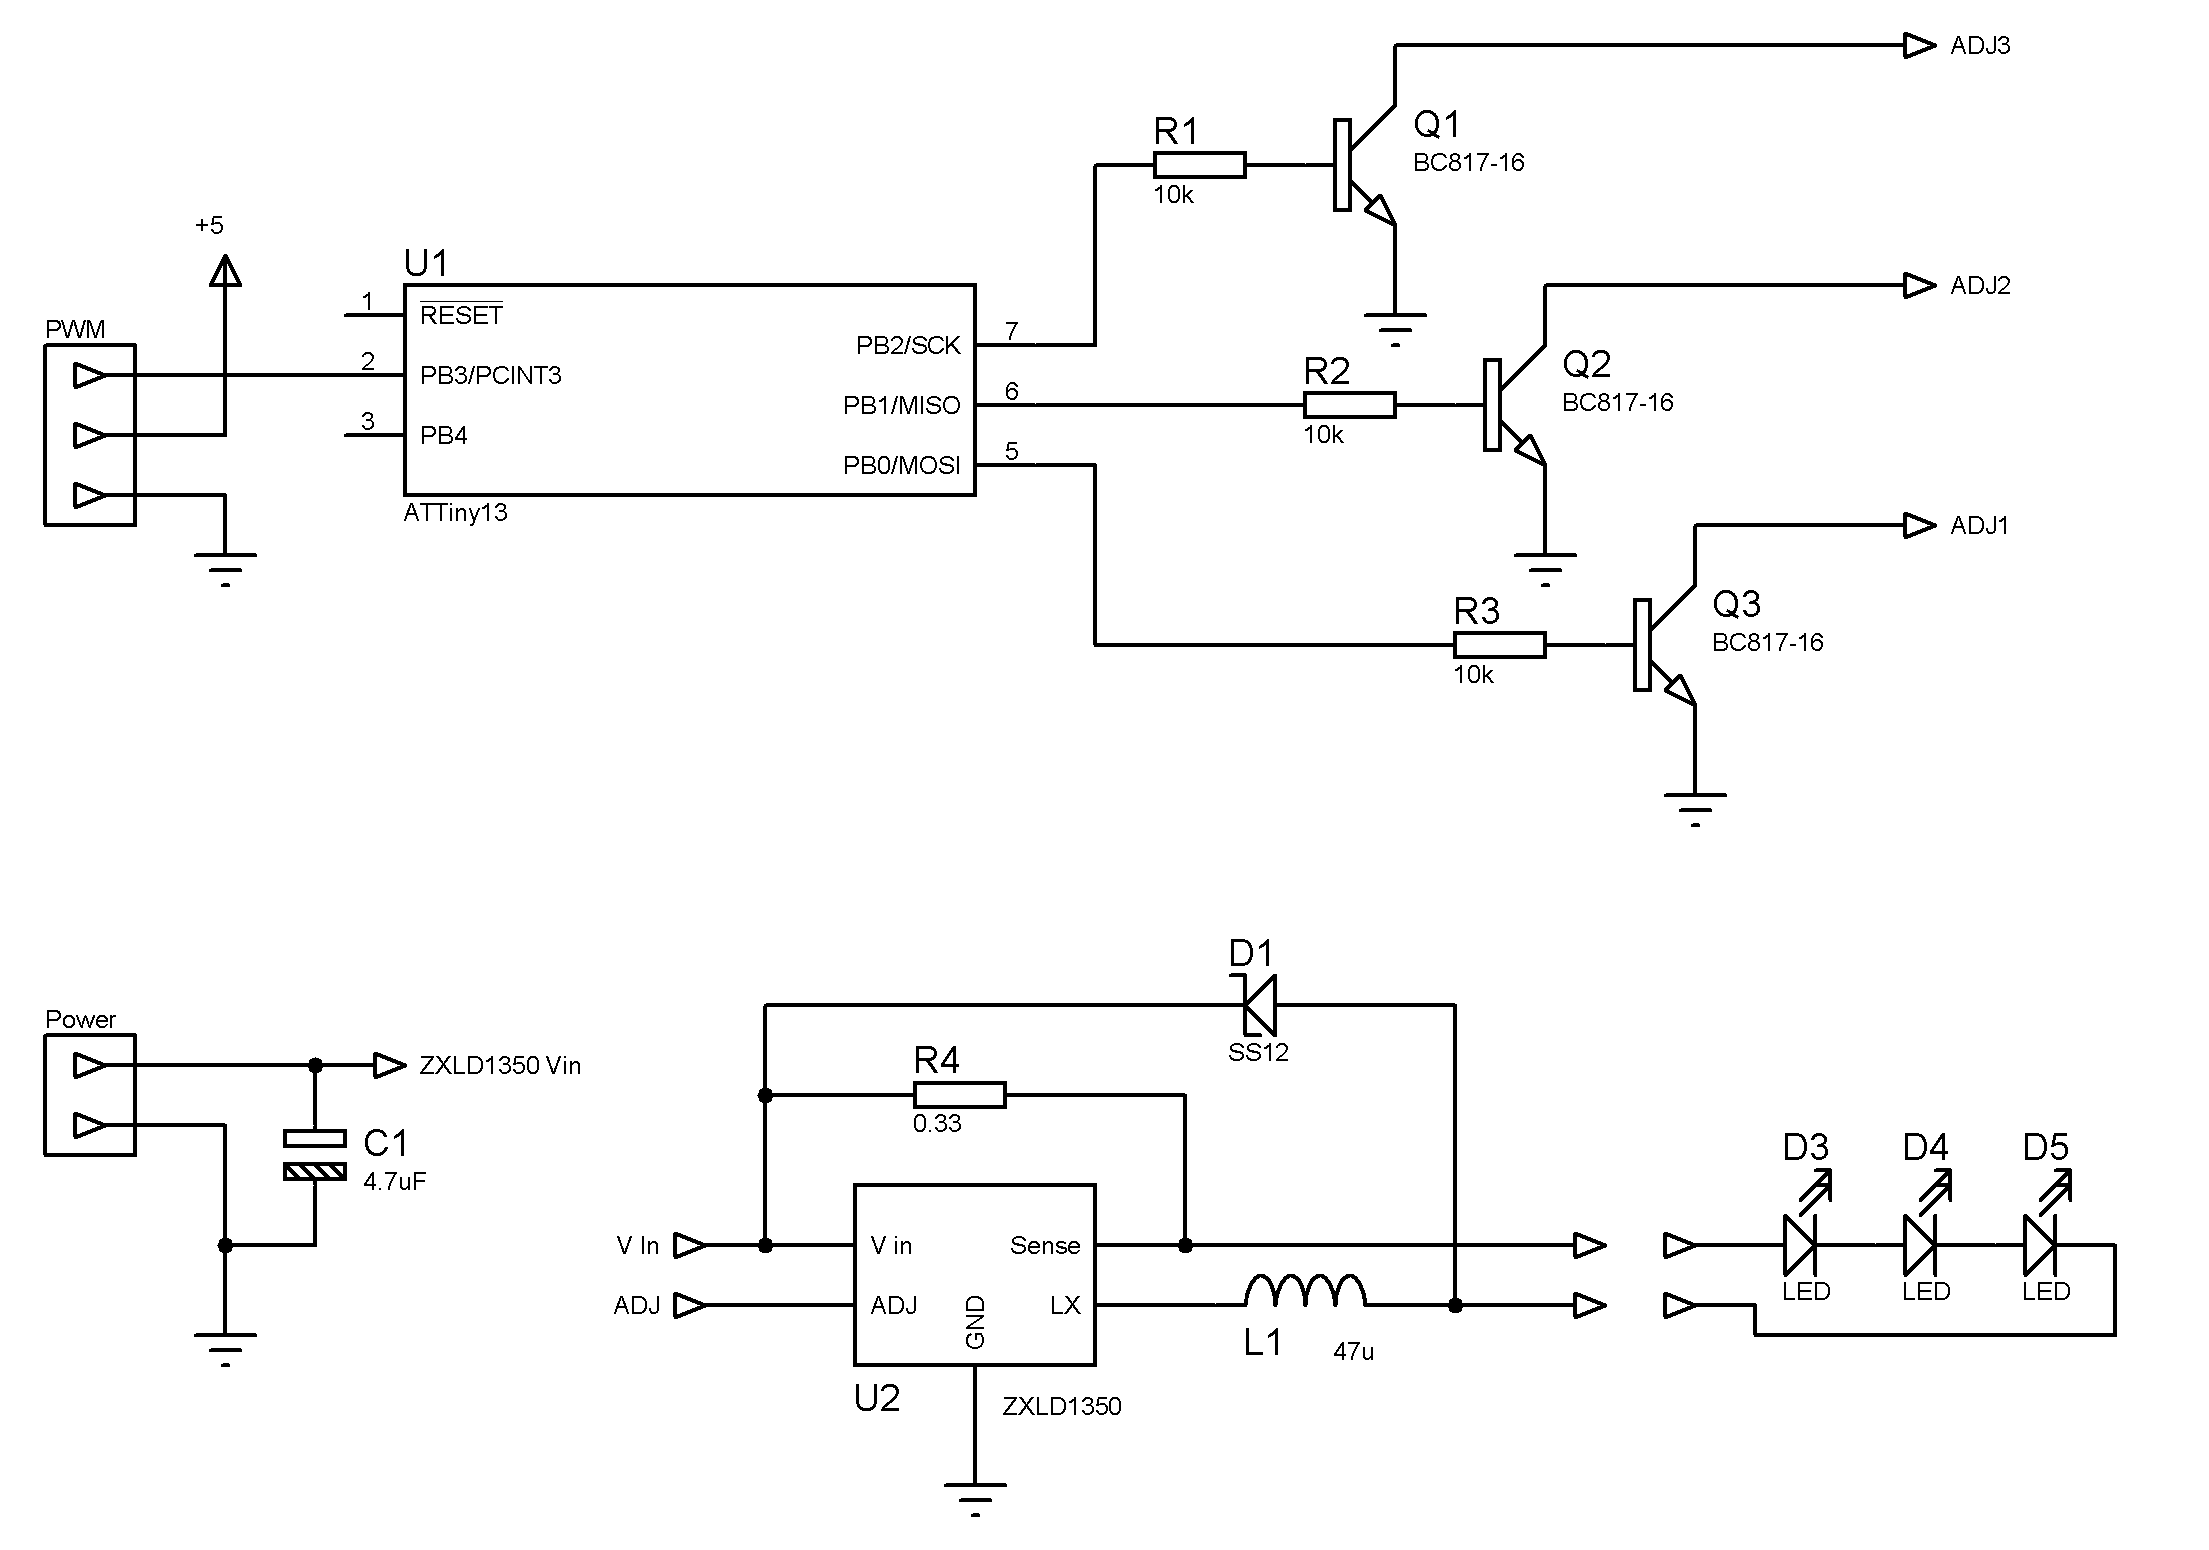 ADJ3
R1
10k
Q1
BC817-16
+5
U1
PWM
1
RESET
2
PB3/PCINT3
3
PB4
PB2/SCK
7
PB1/MISO
6
PB0/MOSI
5
ATTiny13
ADJ2
R2
10k
Q2
BC817-16
ADJ1
R3
10k
Q3
BC817-16
Power
ZXLD1350 Vin
C1
4.7uF
D1
SS12
R4
0.33
V In
V in
Sense
ADJ
ADJ
GND
LX
L1
47u
U2
ZXLD1350
D3
D4
D5
LED
LED
LED